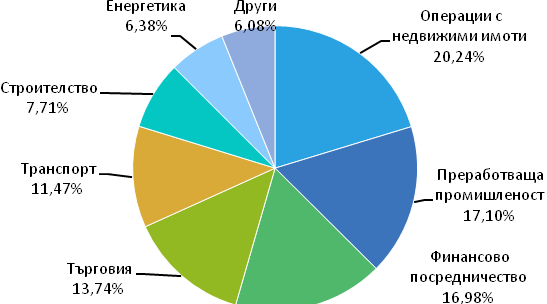 Енергетика
6,38%
Други
6,08%
Операции с
недвижими имоти
20,24%
Строителство
7,71%
Транспорт
11,47%
Преработваща
промишленост
17,10%
Търговия
13,74%
Финансово
посредничество
16,98%